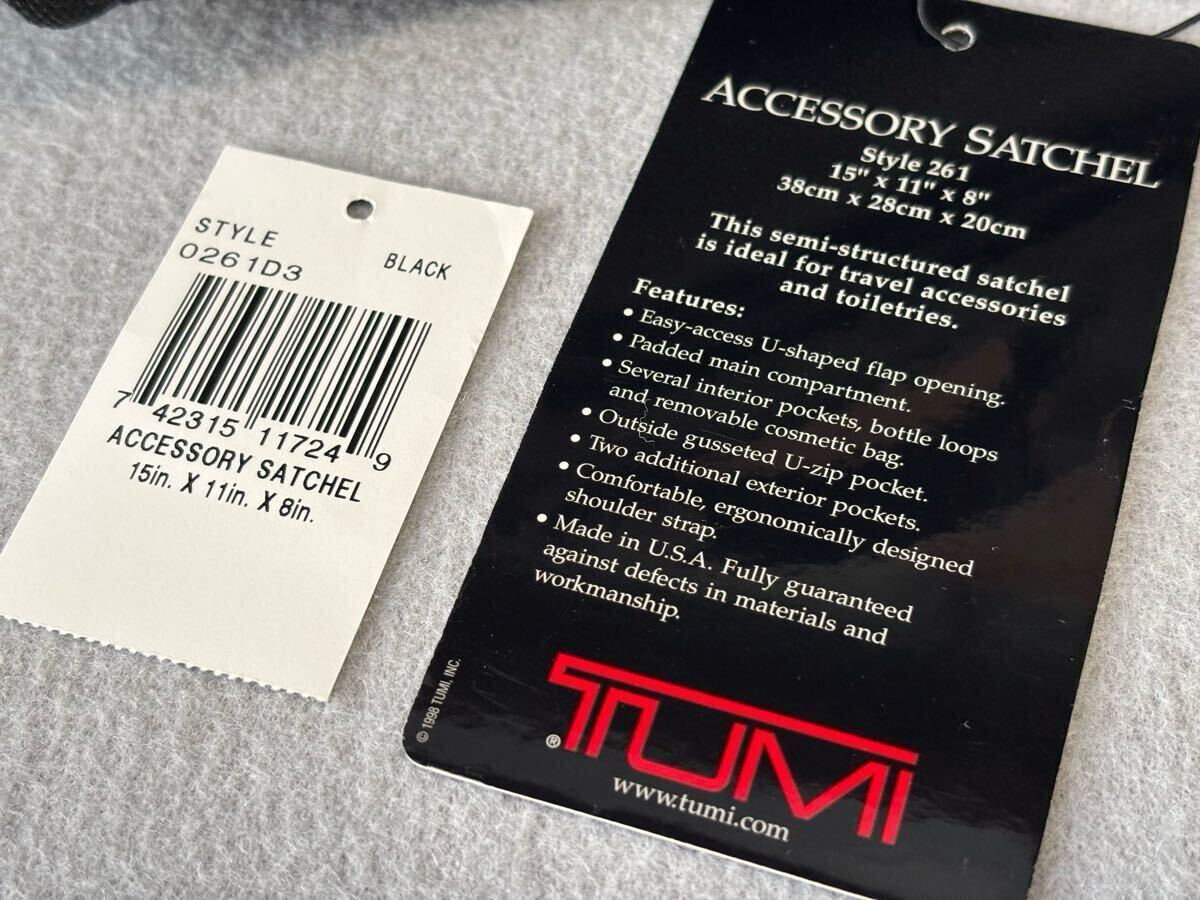 STYLE
0261D3
BLACK
7 42315 11724 9
ACCESSORY SATCHEL
15in. X 11in. X 8in.
ACCESSORY SATCHEL
Style 261
15" x 11" x 8"
38cm x 28cm x 20cm
This semi-structured satchel
is ideal for travel accessories
and toiletries.
Features:
• Easy-access U-shaped flap opening.
• Padded main compartment.
• Several interior pockets, bottle loops
and removable cosmetic bag.
• Outside gusseted U-zip pocket.
• Two additional exterior pockets.
• Comfortable, ergonomically designed
shoulder strap.
• Made in U.S.A. Fully guaranteed
against defects in materials and
workmanship.
© 1998 TUMI, INC.
® TUMI
www.tumi.com